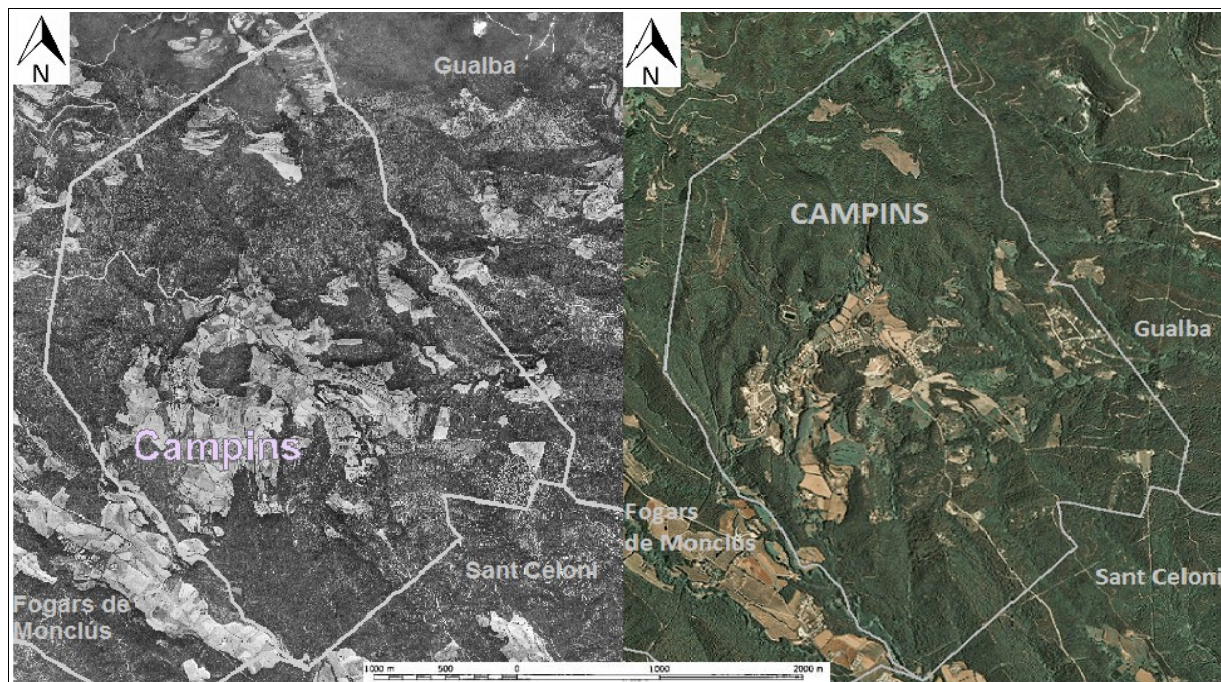 N
Gualba
Campins
Sant Celoni
Fogars de
Monclús
N
CAMPINS
Gualba
Fogars
de Monclús
Sant Celoni
1000 m 500 0 1000 2000 m